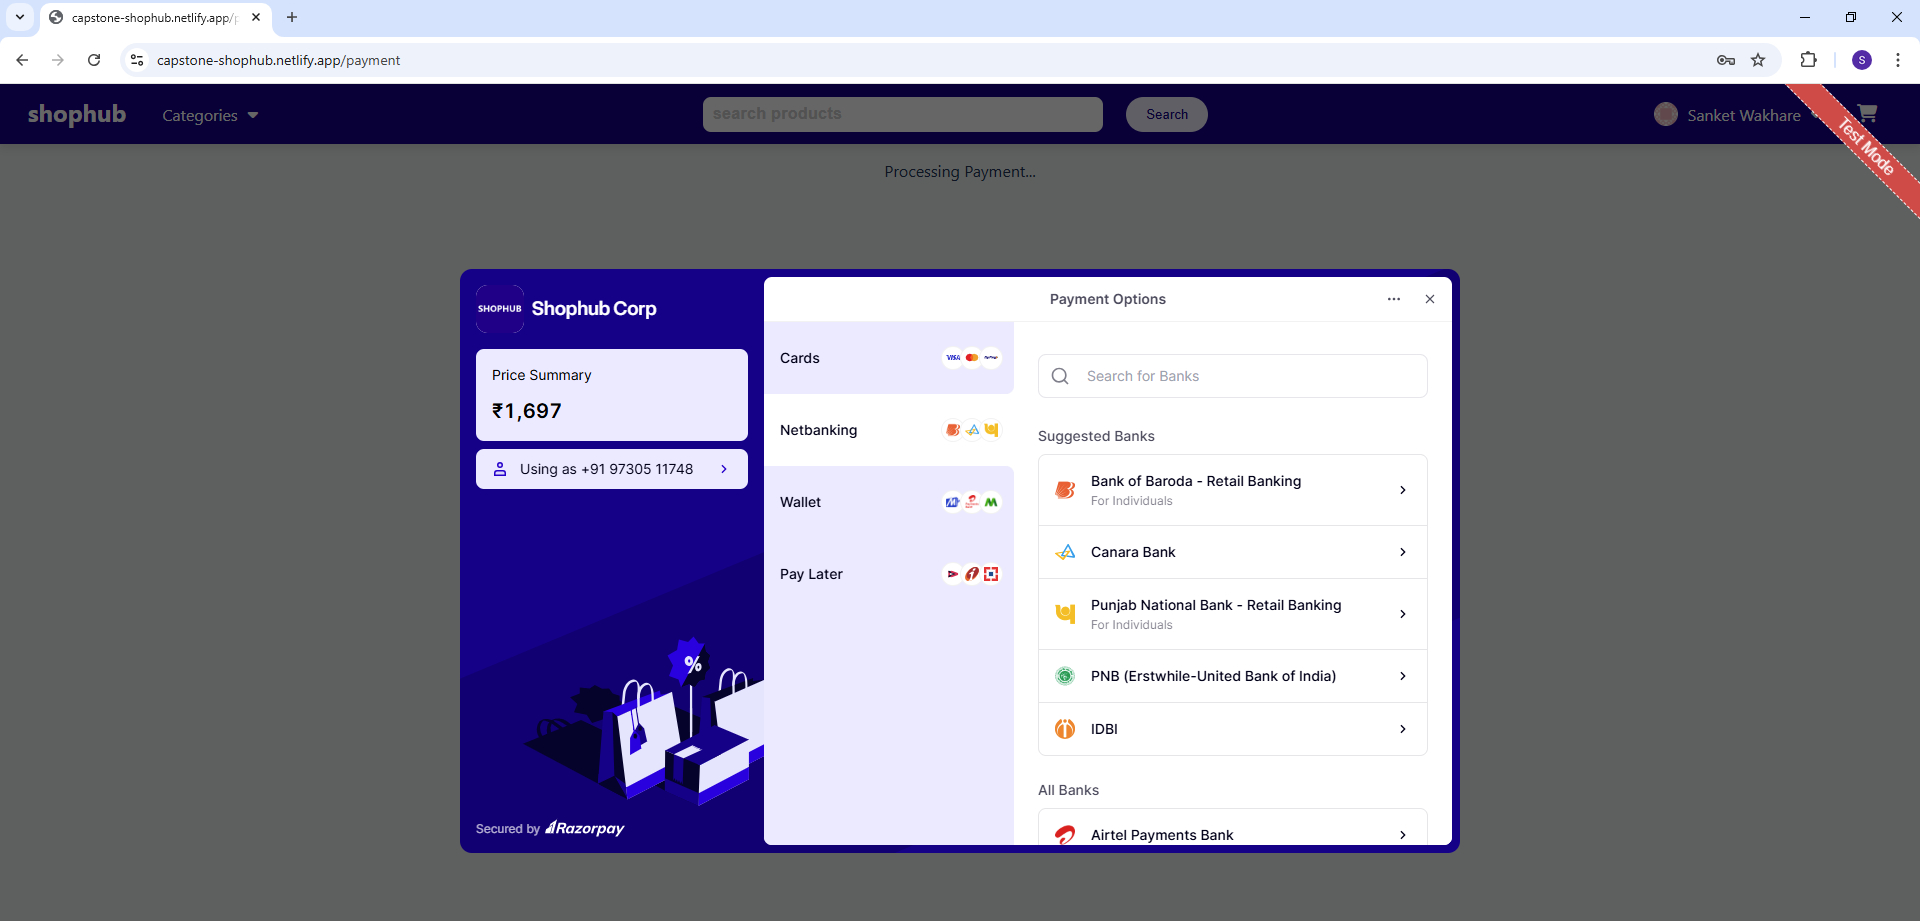 capstone-shophub.netlify.app/p
capstone-shophub.netlify.app/payment
S
shophub
Categories
search products
Search
Sanket Wakhare
Test Mode
Processing Payment...
SHOPHUB
Shophub Corp
Price Summary
₹1,697
Using as +91 97305 11748
%
Secured by Razorpay
Payment Options
Cards
VISA
Netbanking
Wallet
Pay Later
Search for Banks
Suggested Banks
Bank of Baroda - Retail Banking
For Individuals
Canara Bank
Punjab National Bank - Retail Banking
For Individuals
PNB (Erstwhile-United Bank of India)
IDBI
All Banks
Airtel Payments Bank